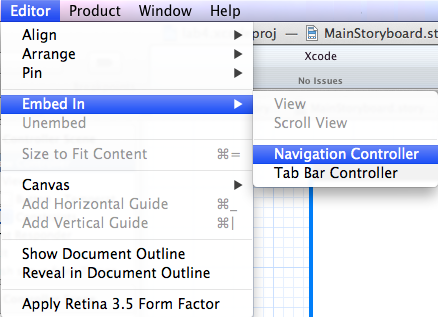 Editor Product Window Help
proj — MainStoryboard.st
Xcode
No Issues
Align
Arrange
Pin
Embed In
Unembed
Size to Fit Content ⌘=
Canvas
Add Horizontal Guide ⌘_
Add Vertical Guide ⌘|
Show Document Outline
Reveal in Document Outline
Apply Retina 3.5 Form Factor
View
Scroll View
Navigation Controller
Tab Bar Controller